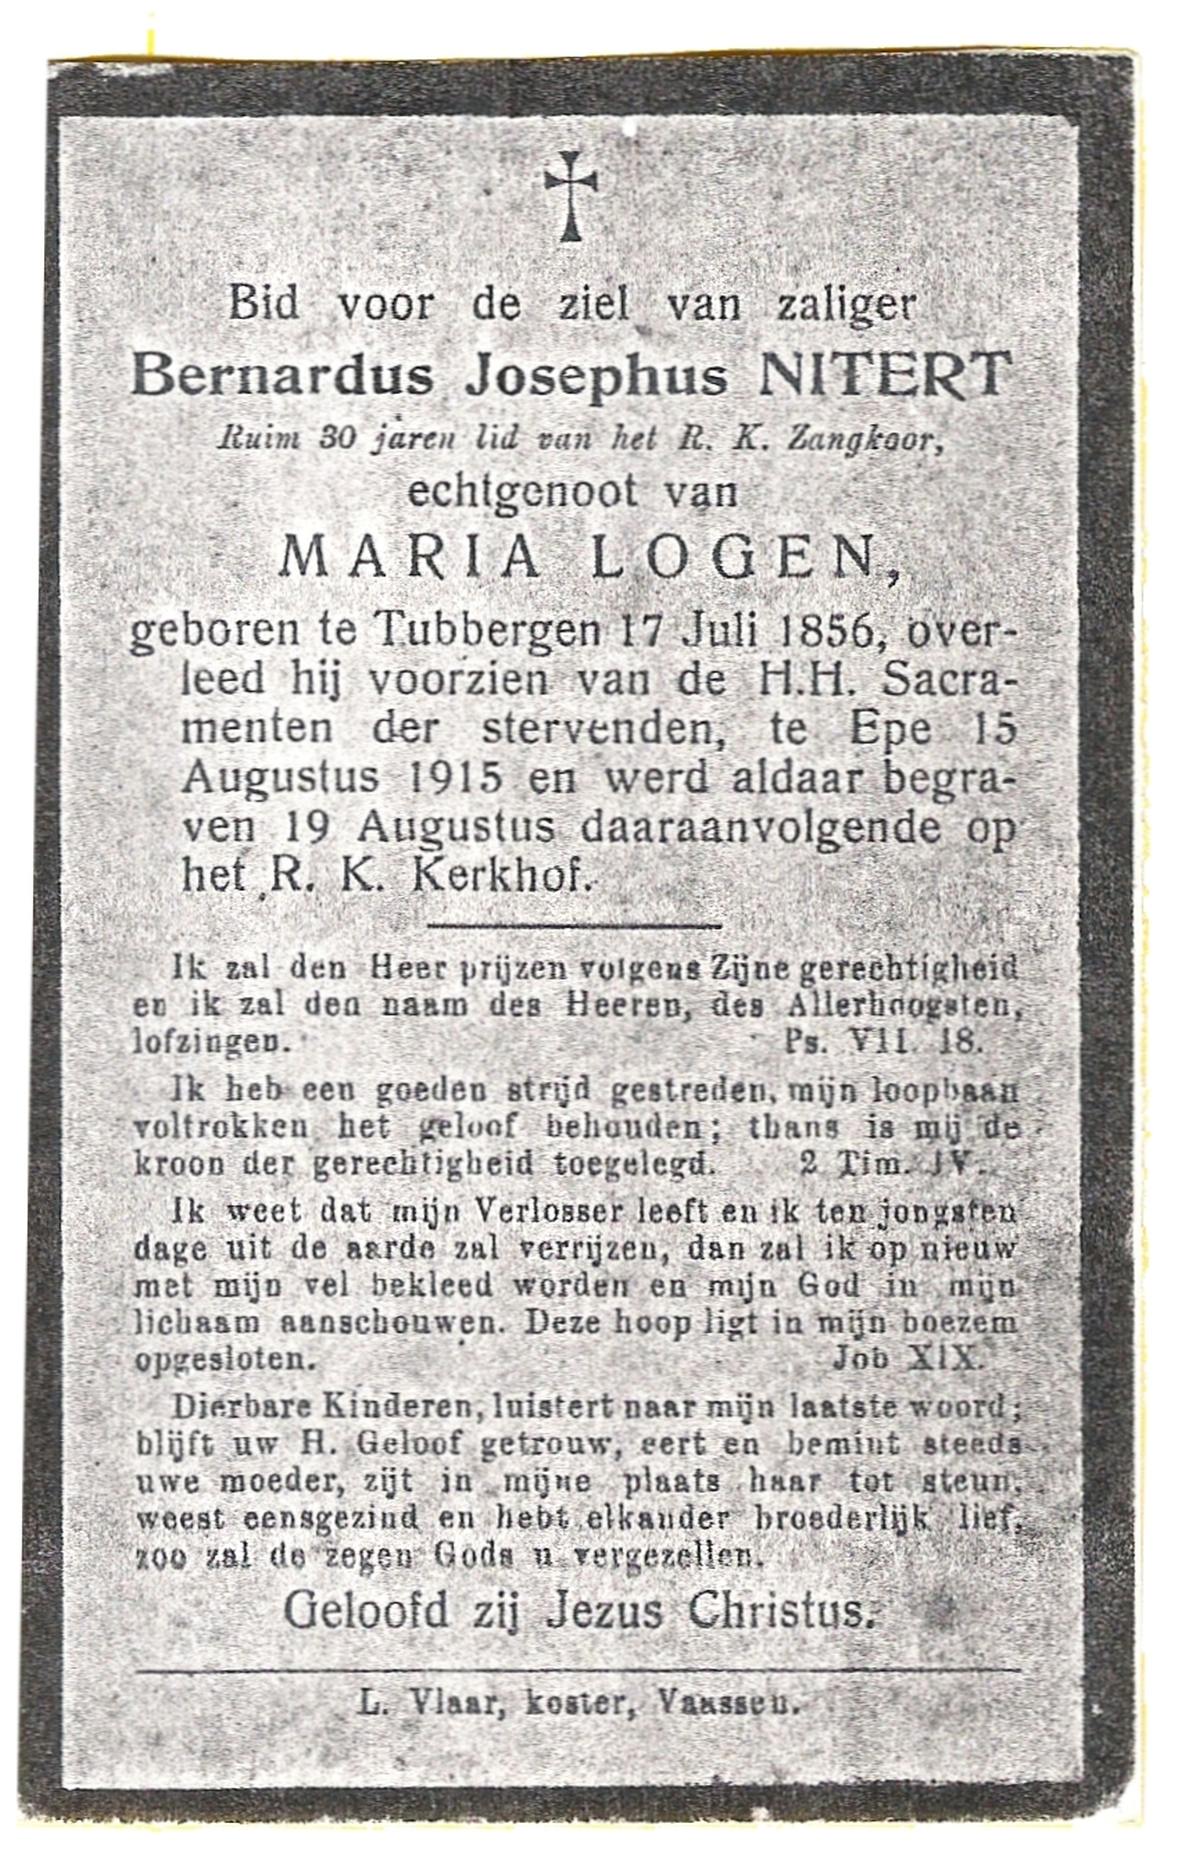 Bid voor de ziel van zaliger
Bernardus Josephus NITERT
Ruim 30 jaren lid van het R. K. Zangkoor,
echtgenoot van
MARIA LOGEN,
geboren te Tubbergen 17 Juli 1856, over-
leed hij voorzien van de H.H. Sacra-
menten der stervenden, te Epe 15
Augustus 1915 en werd aldaar begra-
ven 19 Augustus daaraanvolgende op
het R. K. Kerkhof.
Ik zal den Heer prijzen volgens Zijne gerechtigheid
en ik zal den naam des Heeren, des Allerhoogsten,
lofzingen. Ps. VII. 18.
Ik heb een goeden strijd gestreden, mijn loopbaan
voltrokken het geloof behouden; thans is mij de
kroon der gerechtigheid toegelegd. 2 Tim. IV.
Ik weet dat mijn Verlosser leeft en ik ten jongsten
dage uit de aarde zal verrijzen, dan zal ik op nieuw
met mijn vel bekleed worden en mijn God in mijn
lichaam aanschouwen. Deze hoop ligt in mijn boezem
opgesloten. Job XIX.
Dierbare Kinderen, luistert naar mijn laatste woord;
blijft uw H. Geloof getrouw, eert en bemint steeds
uwe moeder, zijt in mijne plaats haar tot steun,
weest eensgezind en hebt elkander broederlijk lief,
zoo zal de zegen Gods u vergezellen.
Geloofd zij Jezus Christus.
L. Vlaar, koster, Vaassen.